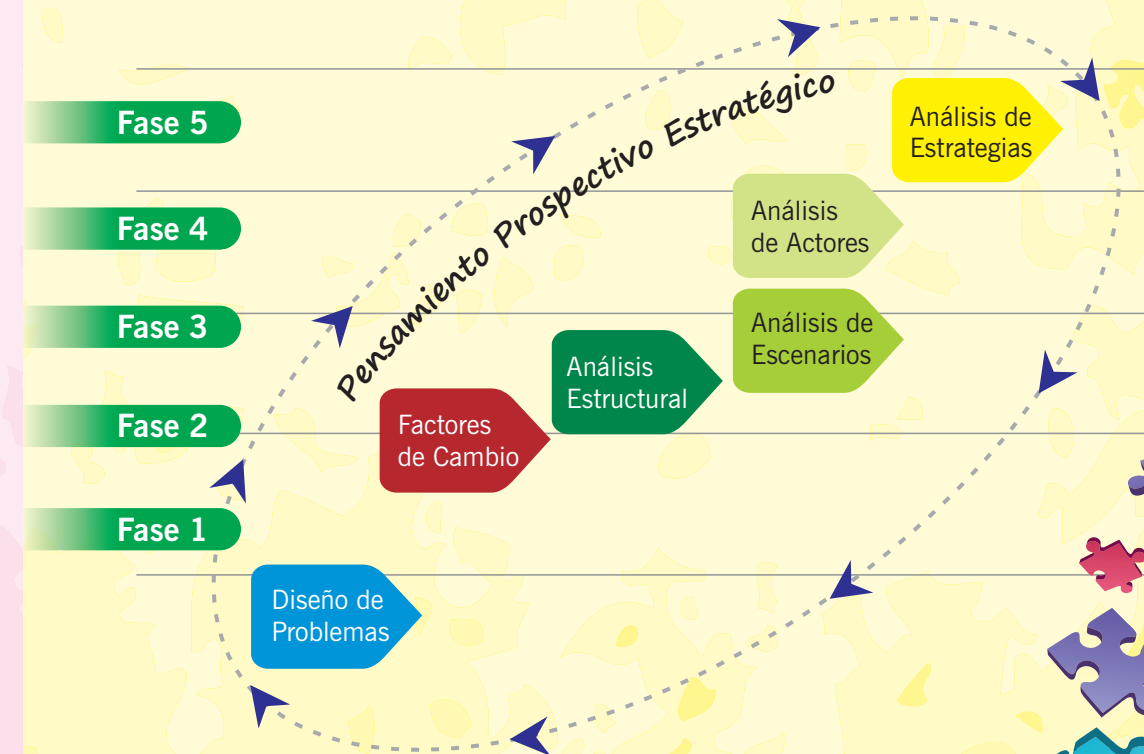 Pensamiento Prospectivo Estratégico
Fase 5
Análisis de
Estrategias
Fase 4
Análisis
de Actores
Fase 3
Análisis de
Escenarios
Análisis
Estructural
Fase 2
Factores
de Cambio
Fase 1
Diseño de
Problemas